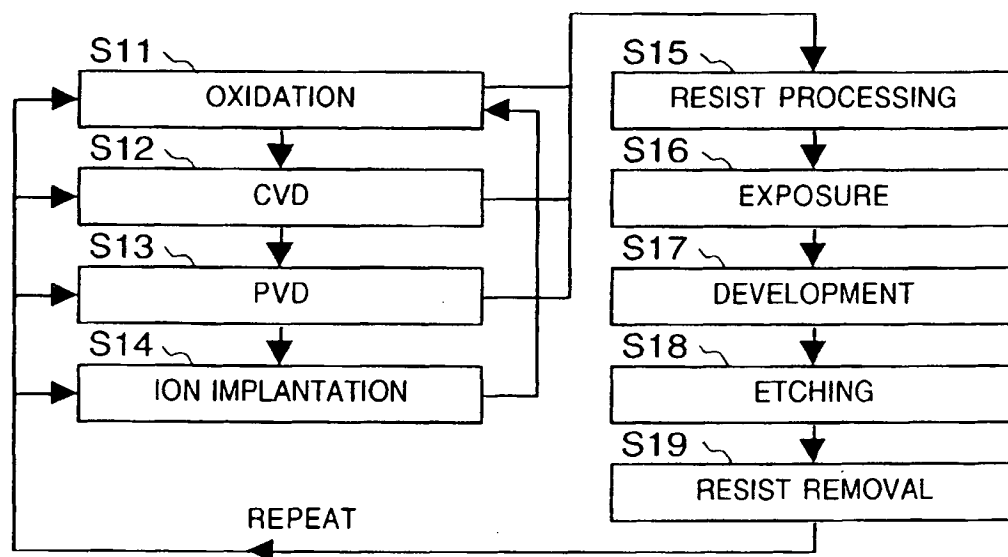 S11
OXIDATION
S12
CVD
S13
PVD
S14
ION IMPLANTATION
S15
RESIST PROCESSING
S16
EXPOSURE
S17
DEVELOPMENT
S18
ETCHING
S19
RESIST REMOVAL
REPEAT